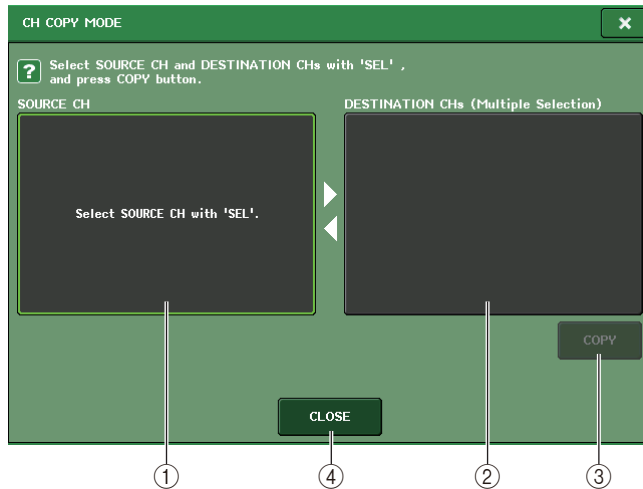 CH COPY MODE
×
? Select SOURCE CH and DESTINATION CHs with 'SEL' ,
and press COPY button.
SOURCE CH
DESTINATION CHs (Multiple Selection)
Select SOURCE CH with 'SEL'.
COPY
CLOSE
① ④ ② ③